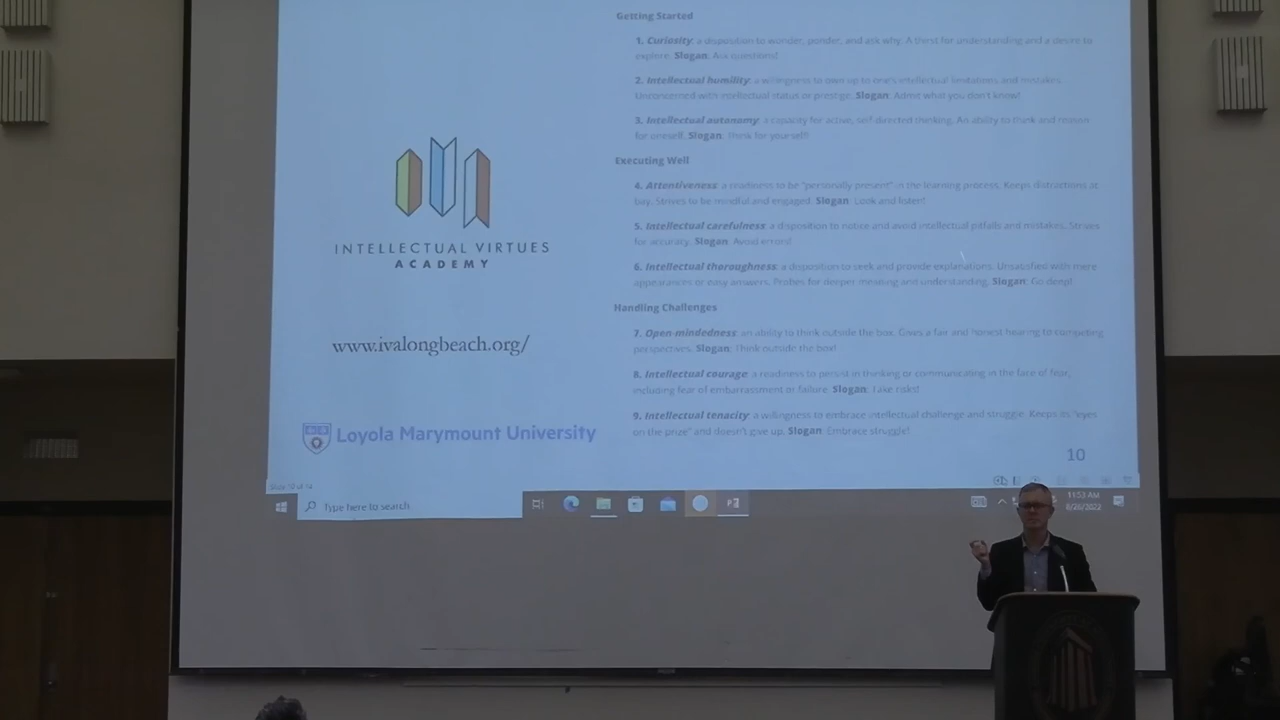 Getting Started
1. Curiosity: a disposition to wonder, ponder, and ask why. A thirst for understanding and a desire to
explore. Slogan: Ask questions!
2. Intellectual humility: a willingness to own up to one's intellectual limitations and mistakes.
Unconcerned with intellectual status or prestige. Slogan: Admit what you don't know!
3. Intellectual autonomy: a capacity for active, self-directed thinking. An ability to think and reason
for oneself. Slogan: Think for yourself!
Executing Well
4. Attentiveness: a readiness to be "personally present" in the learning process. Keeps distractions at
bay. Strives to be mindful and engaged. Slogan: Look and listen!
5. Intellectual carefulness: a disposition to notice and avoid intellectual pitfalls and mistakes. Strives
for accuracy. Slogan: Avoid errors!
6. Intellectual thoroughness: a disposition to seek and provide explanations. Unsatisfied with mere
appearances or easy answers. Probes for deeper meaning and understanding. Slogan: Go deep!
Handling Challenges
7. Open-mindedness: an ability to think outside the box. Gives a fair and honest hearing to competing
perspectives. Slogan: Think outside the box!
8. Intellectual courage: a readiness to persist in thinking or communicating in the face of fear,
including fear of embarrassment or failure. Slogan: Take risks!
9. Intellectual tenacity: a willingness to embrace intellectual challenge and struggle. Keeps its "eyes
on the prize" and doesn't give up. Slogan: Embrace struggle!
INTELLECTUAL VIRTUES
ACADEMY
www.ivalongbeach.org/
Loyola Marymount University
10
Slide 10 of 14
Type here to search
11:53 AM
8/26/2022